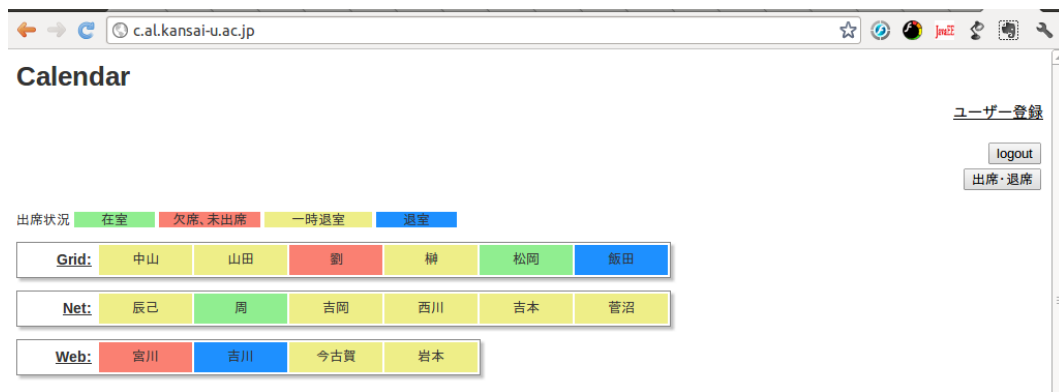 c.al.kansai-u.ac.jp
JavaEE
Calendar
ユーザー登録
logout
出席・退席
出席状況 在室 欠席、未出席 一時退室 退室
Grid: 中山 山田 劉 榊 松岡 飯田
Net: 辰己 周 吉岡 西川 吉本 菅沼
Web: 宮川 吉川 今古賀 岩本